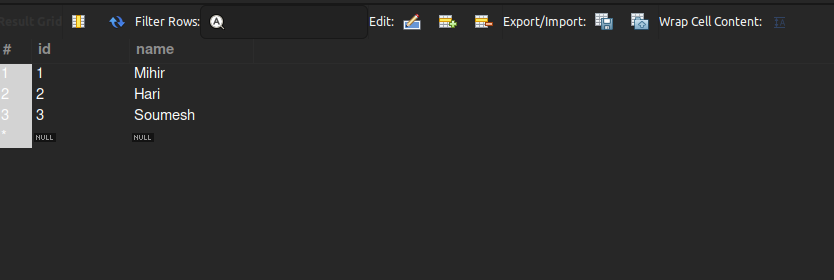 Result Grid Filter Rows: Edit: Export/Import: Wrap Cell Content:
# id name
1 1 Mihir
2 2 Hari
3 3 Soumesh
* NULL NULL